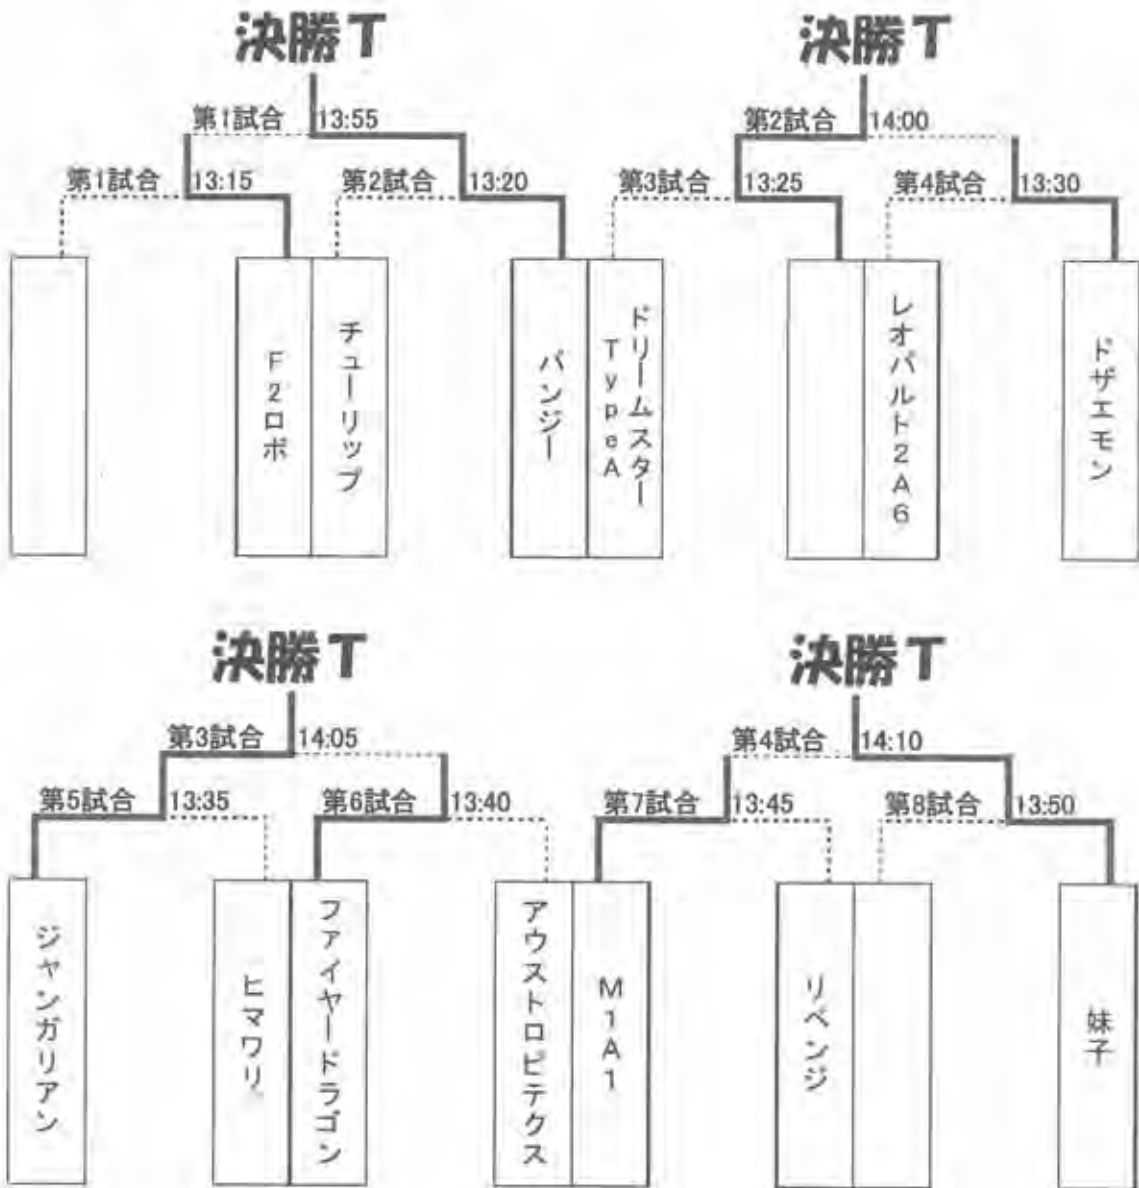 決勝T
決勝T
第1試合 13:55
第2試合 14:00
第1試合 13:15
第2試合 13:20
第3試合 13:25
第4試合 13:30
F2ロボ
チューリップ
パンジー
ドリームスター
TypeA
レオパルト2A6
ドザエモン
決勝T
決勝T
第3試合 14:05
第4試合 14:10
第5試合 13:35
第6試合 13:40
第7試合 13:45
第8試合 13:50
ジャンガリアン
ヒマワリ
ファイヤードラゴン
アウストロピテクス
M1A1
リベンジ
妹子